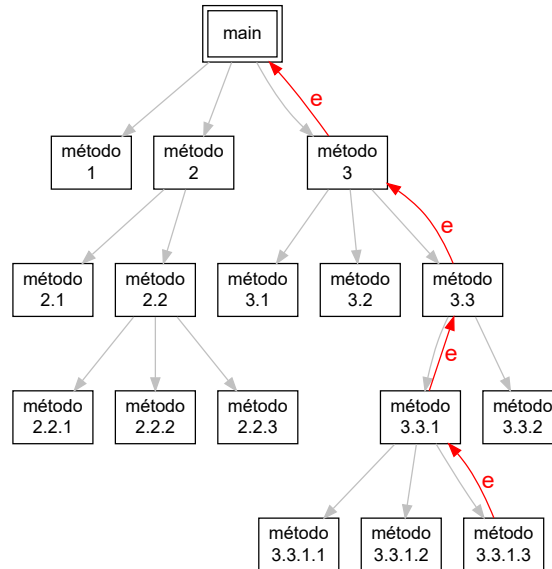 main
e
método
1
método
2
método
3
e
método
2.1
método
2.2
método
3.1
método
3.2
método
3.3
e
método
2.2.1
método
2.2.2
método
2.2.3
método
3.3.1
método
3.3.2
e
método
3.3.1.1
método
3.3.1.2
método
3.3.1.3